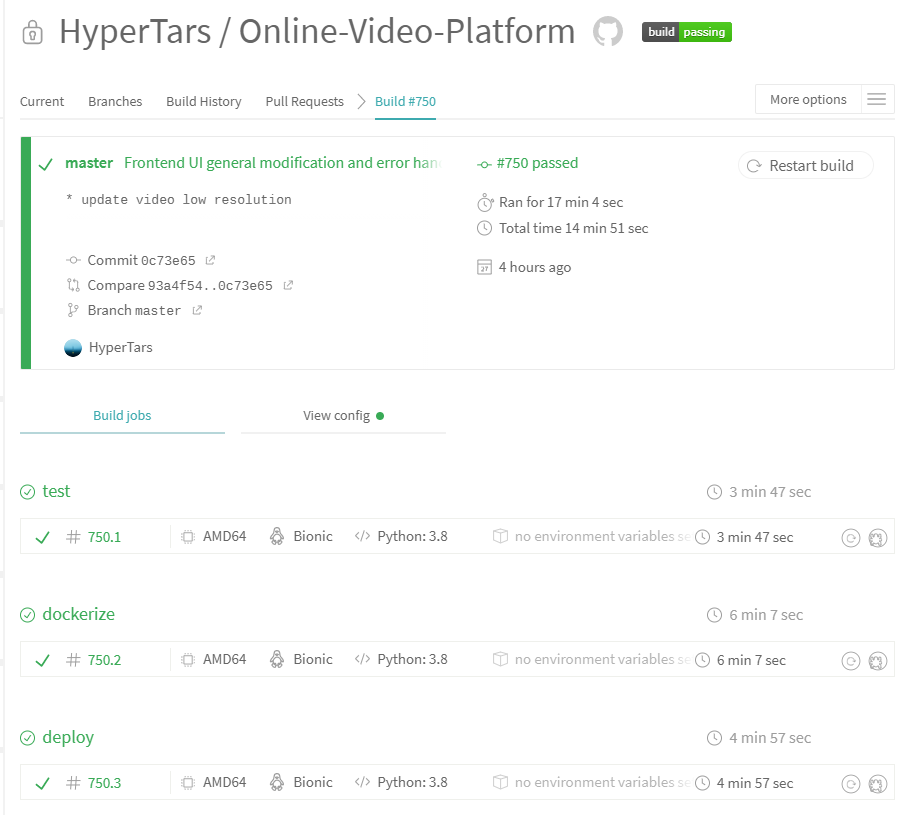 HyperTars / Online-Video-Platform build passing
Current Branches Build History Pull Requests Build #750 More options
master Frontend UI general modification and error han
#750 passed
Restart build
* update video low resolution
Ran for 17 min 4 sec
Total time 14 min 51 sec
Commit 0c73e65
4 hours ago
Compare 93a4f54..0c73e65
Branch master
HyperTars
Build jobs View config
test 3 min 47 sec
# 750.1 AMD64 Bionic </> Python: 3.8 no environment variables se 3 min 47 sec
dockerize 6 min 7 sec
# 750.2 AMD64 Bionic </> Python: 3.8 no environment variables se 6 min 7 sec
deploy 4 min 57 sec
# 750.3 AMD64 Bionic </> Python: 3.8 no environment variables se 4 min 57 sec